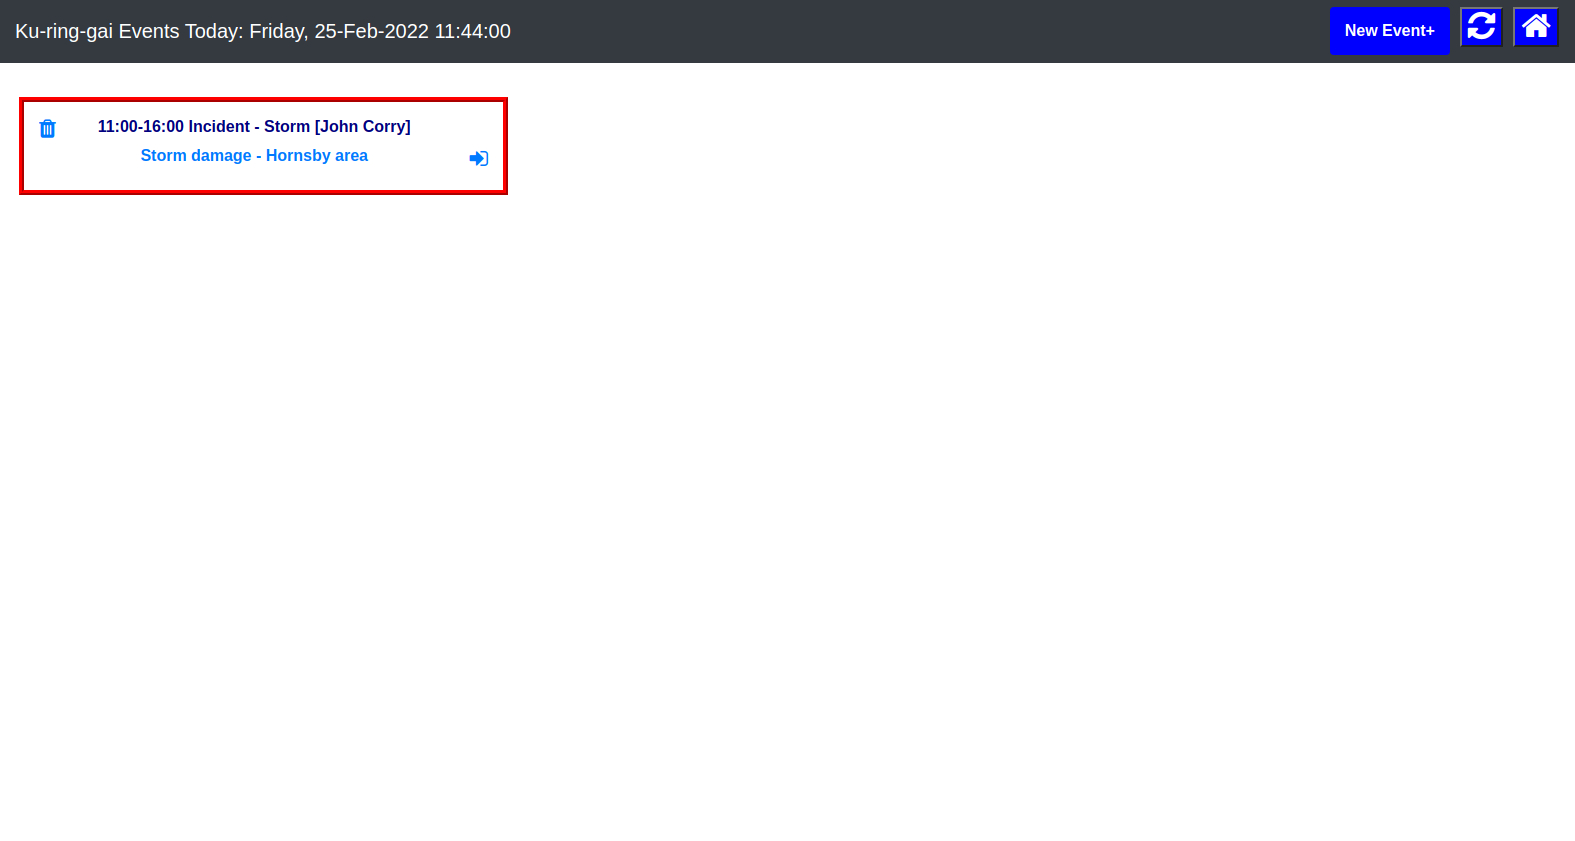 Ku-ring-gai Events Today: Friday, 25-Feb-2022 11:44:00
New Event+
11:00-16:00 Incident - Storm [John Corry]
Storm damage - Hornsby area